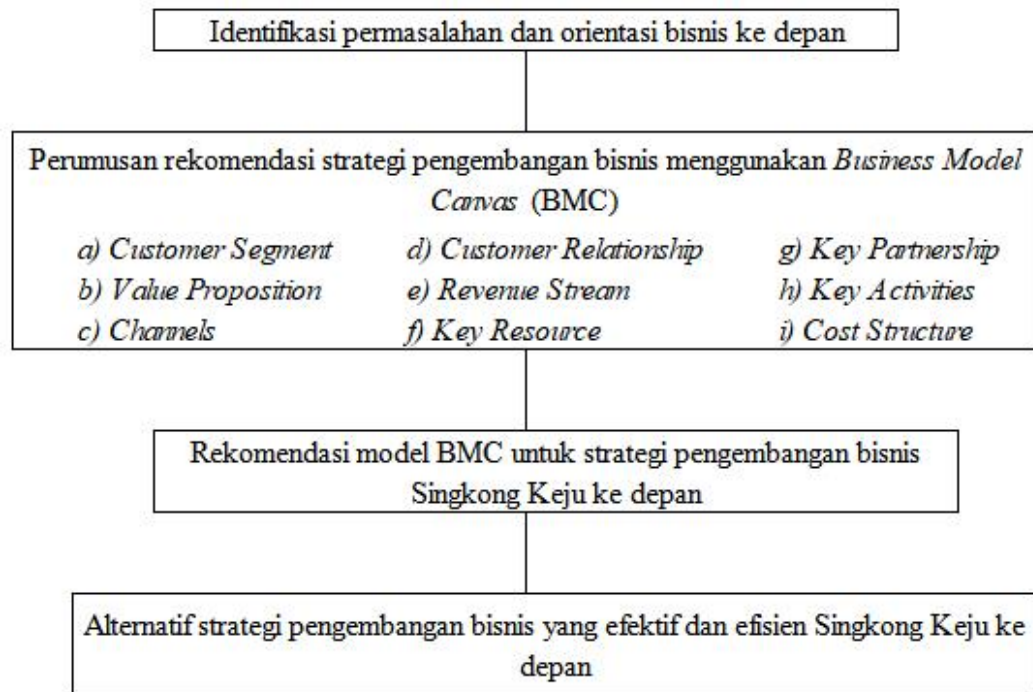 Identifikasi permasalahan dan orientasi bisnis ke depan
Perumusan rekomendasi strategi pengembangan bisnis menggunakan Business Model
Canvas (BMC)
a) Customer Segment d) Customer Relationship g) Key Partnership
b) Value Proposition e) Revenue Stream h) Key Activities
c) Channels f) Key Resource i) Cost Structure
Rekomendasi model BMC untuk strategi pengembangan bisnis
Singkong Keju ke depan
Alternatif strategi pengembangan bisnis yang efektif dan efisien Singkong Keju ke
depan